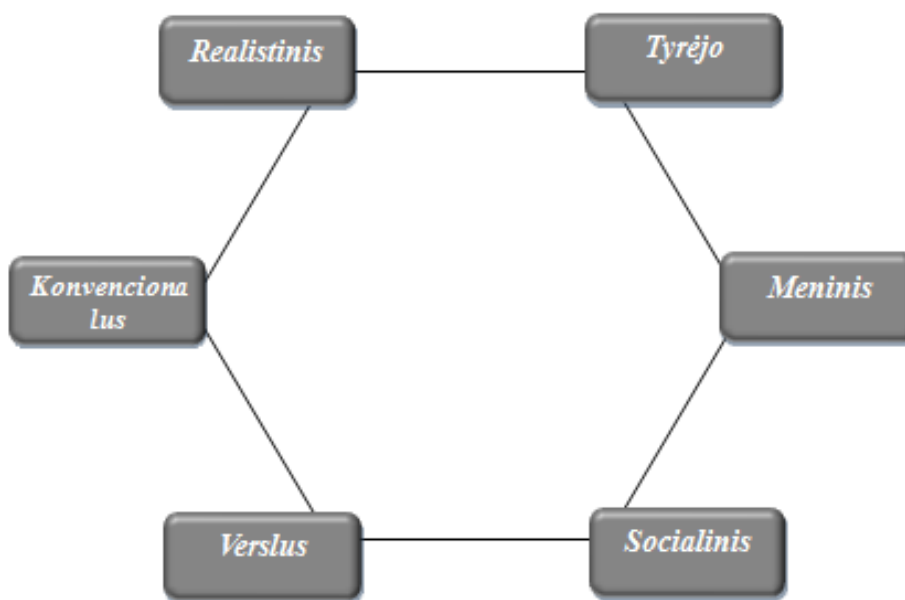 Realistinis
Tyrėjo
Konvenciona
lus
Meninis
Verslus
Socialinis